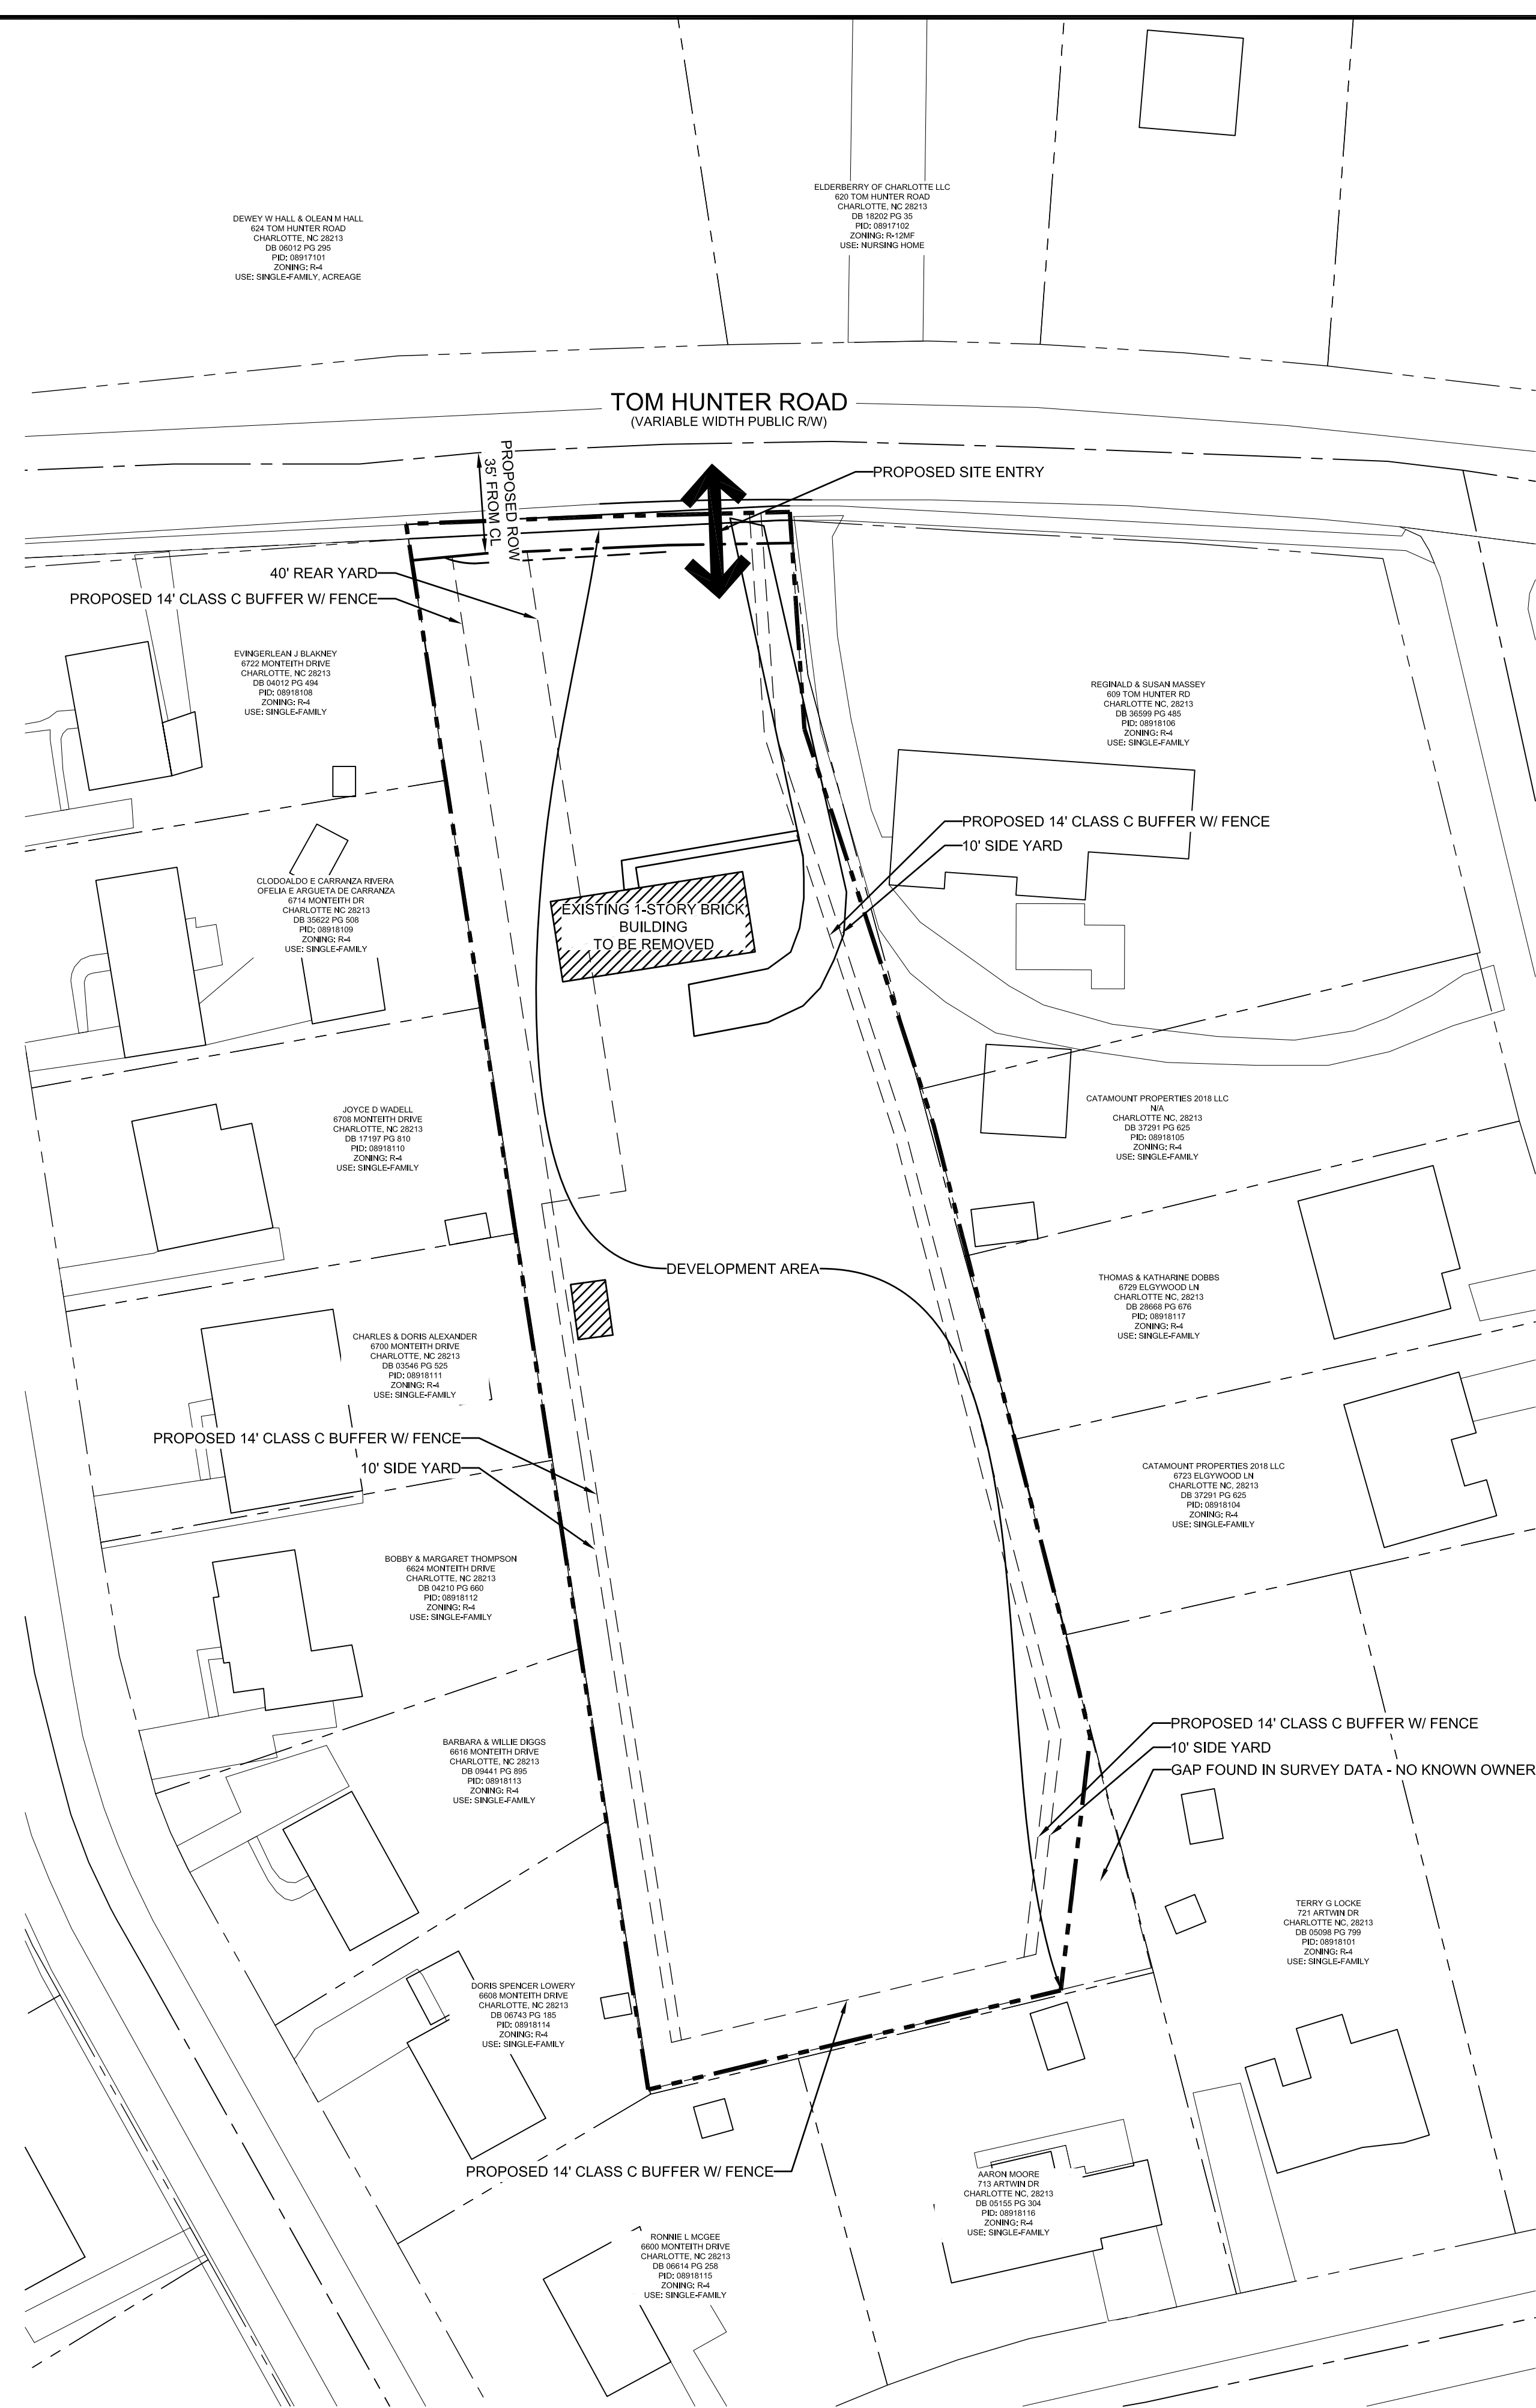 DEWEY W HALL & OLEAN M HALL
624 TOM HUNTER ROAD
CHARLOTTE, NC 28213
DB 06012 PG 295
PID: 08917101
ZONING: R-4
USE: SINGLE-FAMILY, ACREAGE
ELDERBERRY OF CHARLOTTE LLC
620 TOM HUNTER ROAD
CHARLOTTE, NC 28213
DB 18202 PG 35
PID: 08917102
ZONING: R-12MF
USE: NURSING HOME
TOM HUNTER ROAD
(VARIABLE WIDTH PUBLIC R/W)
PROPOSED ROW
35' FROM CL
PROPOSED SITE ENTRY
40' REAR YARD
PROPOSED 14' CLASS C BUFFER W/ FENCE
EVINGERLEAN J BLAKNEY
6722 MONTEITH DRIVE
CHARLOTTE, NC 28213
DB 04012 PG 494
PID: 08918108
ZONING: R-4
USE: SINGLE-FAMILY
REGINALD & SUSAN MASSEY
609 TOM HUNTER RD
CHARLOTTE NC, 28213
DB 36599 PG 485
PID: 08918106
ZONING: R-4
USE: SINGLE-FAMILY
PROPOSED 14' CLASS C BUFFER W/ FENCE
10' SIDE YARD
CLODOALDO E CARRANZA RIVERA
OFELIA E ARGUETA DE CARRANZA
6714 MONTEITH DR
CHARLOTTE NC 28213
DB 35622 PG 508
PID: 08918109
ZONING: R-4
USE: SINGLE-FAMILY
EXISTING 1-STORY BRICK
BUILDING
TO BE REMOVED
JOYCE D WADELL
6708 MONTEITH DRIVE
CHARLOTTE, NC 28213
DB 17197 PG 810
PID: 08918110
ZONING: R-4
USE: SINGLE-FAMILY
CATAMOUNT PROPERTIES 2018 LLC
N/A
CHARLOTTE NC, 28213
DB 37291 PG 625
PID: 08918105
ZONING: R-4
USE: SINGLE-FAMILY
DEVELOPMENT AREA
THOMAS & KATHARINE DOBBS
6729 ELGYWOOD LN
CHARLOTTE NC, 28213
DB 28668 PG 676
PID: 08918117
ZONING: R-4
USE: SINGLE-FAMILY
CHARLES & DORIS ALEXANDER
6700 MONTEITH DRIVE
CHARLOTTE, NC 28213
DB 03546 PG 525
PID: 08918111
ZONING: R-4
USE: SINGLE-FAMILY
PROPOSED 14' CLASS C BUFFER W/ FENCE
10' SIDE YARD
CATAMOUNT PROPERTIES 2018 LLC
6723 ELGYWOOD LN
CHARLOTTE NC, 28213
DB 37291 PG 625
PID: 08918104
ZONING: R-4
USE: SINGLE-FAMILY
BOBBY & MARGARET THOMPSON
6624 MONTEITH DRIVE
CHARLOTTE, NC 28213
DB 04210 PG 660
PID: 08918112
ZONING: R-4
USE: SINGLE-FAMILY
PROPOSED 14' CLASS C BUFFER W/ FENCE
10' SIDE YARD
GAP FOUND IN SURVEY DATA - NO KNOWN OWNER
BARBARA & WILLIE DIGGS
6616 MONTEITH DRIVE
CHARLOTTE, NC 28213
DB 09441 PG 895
PID: 08918113
ZONING: R-4
USE: SINGLE-FAMILY
TERRY G LOCKE
721 ARTWIN DR
CHARLOTTE NC, 28213
DB 05098 PG 799
PID: 08918101
ZONING: R-4
USE: SINGLE-FAMILY
DORIS SPENCER LOWERY
6608 MONTEITH DRIVE
CHARLOTTE, NC 28213
DB 06743 PG 185
PID: 08918114
ZONING: R-4
USE: SINGLE-FAMILY
PROPOSED 14' CLASS C BUFFER W/ FENCE
AARON MOORE
713 ARTWIN DR
CHARLOTTE NC, 28213
DB 05155 PG 304
PID: 08918116
ZONING: R-4
USE: SINGLE-FAMILY
RONNIE L MCGEE
6600 MONTEITH DRIVE
CHARLOTTE, NC 28213
DB 06614 PG 258
PID: 08918115
ZONING: R-4
USE: SINGLE-FAMILY